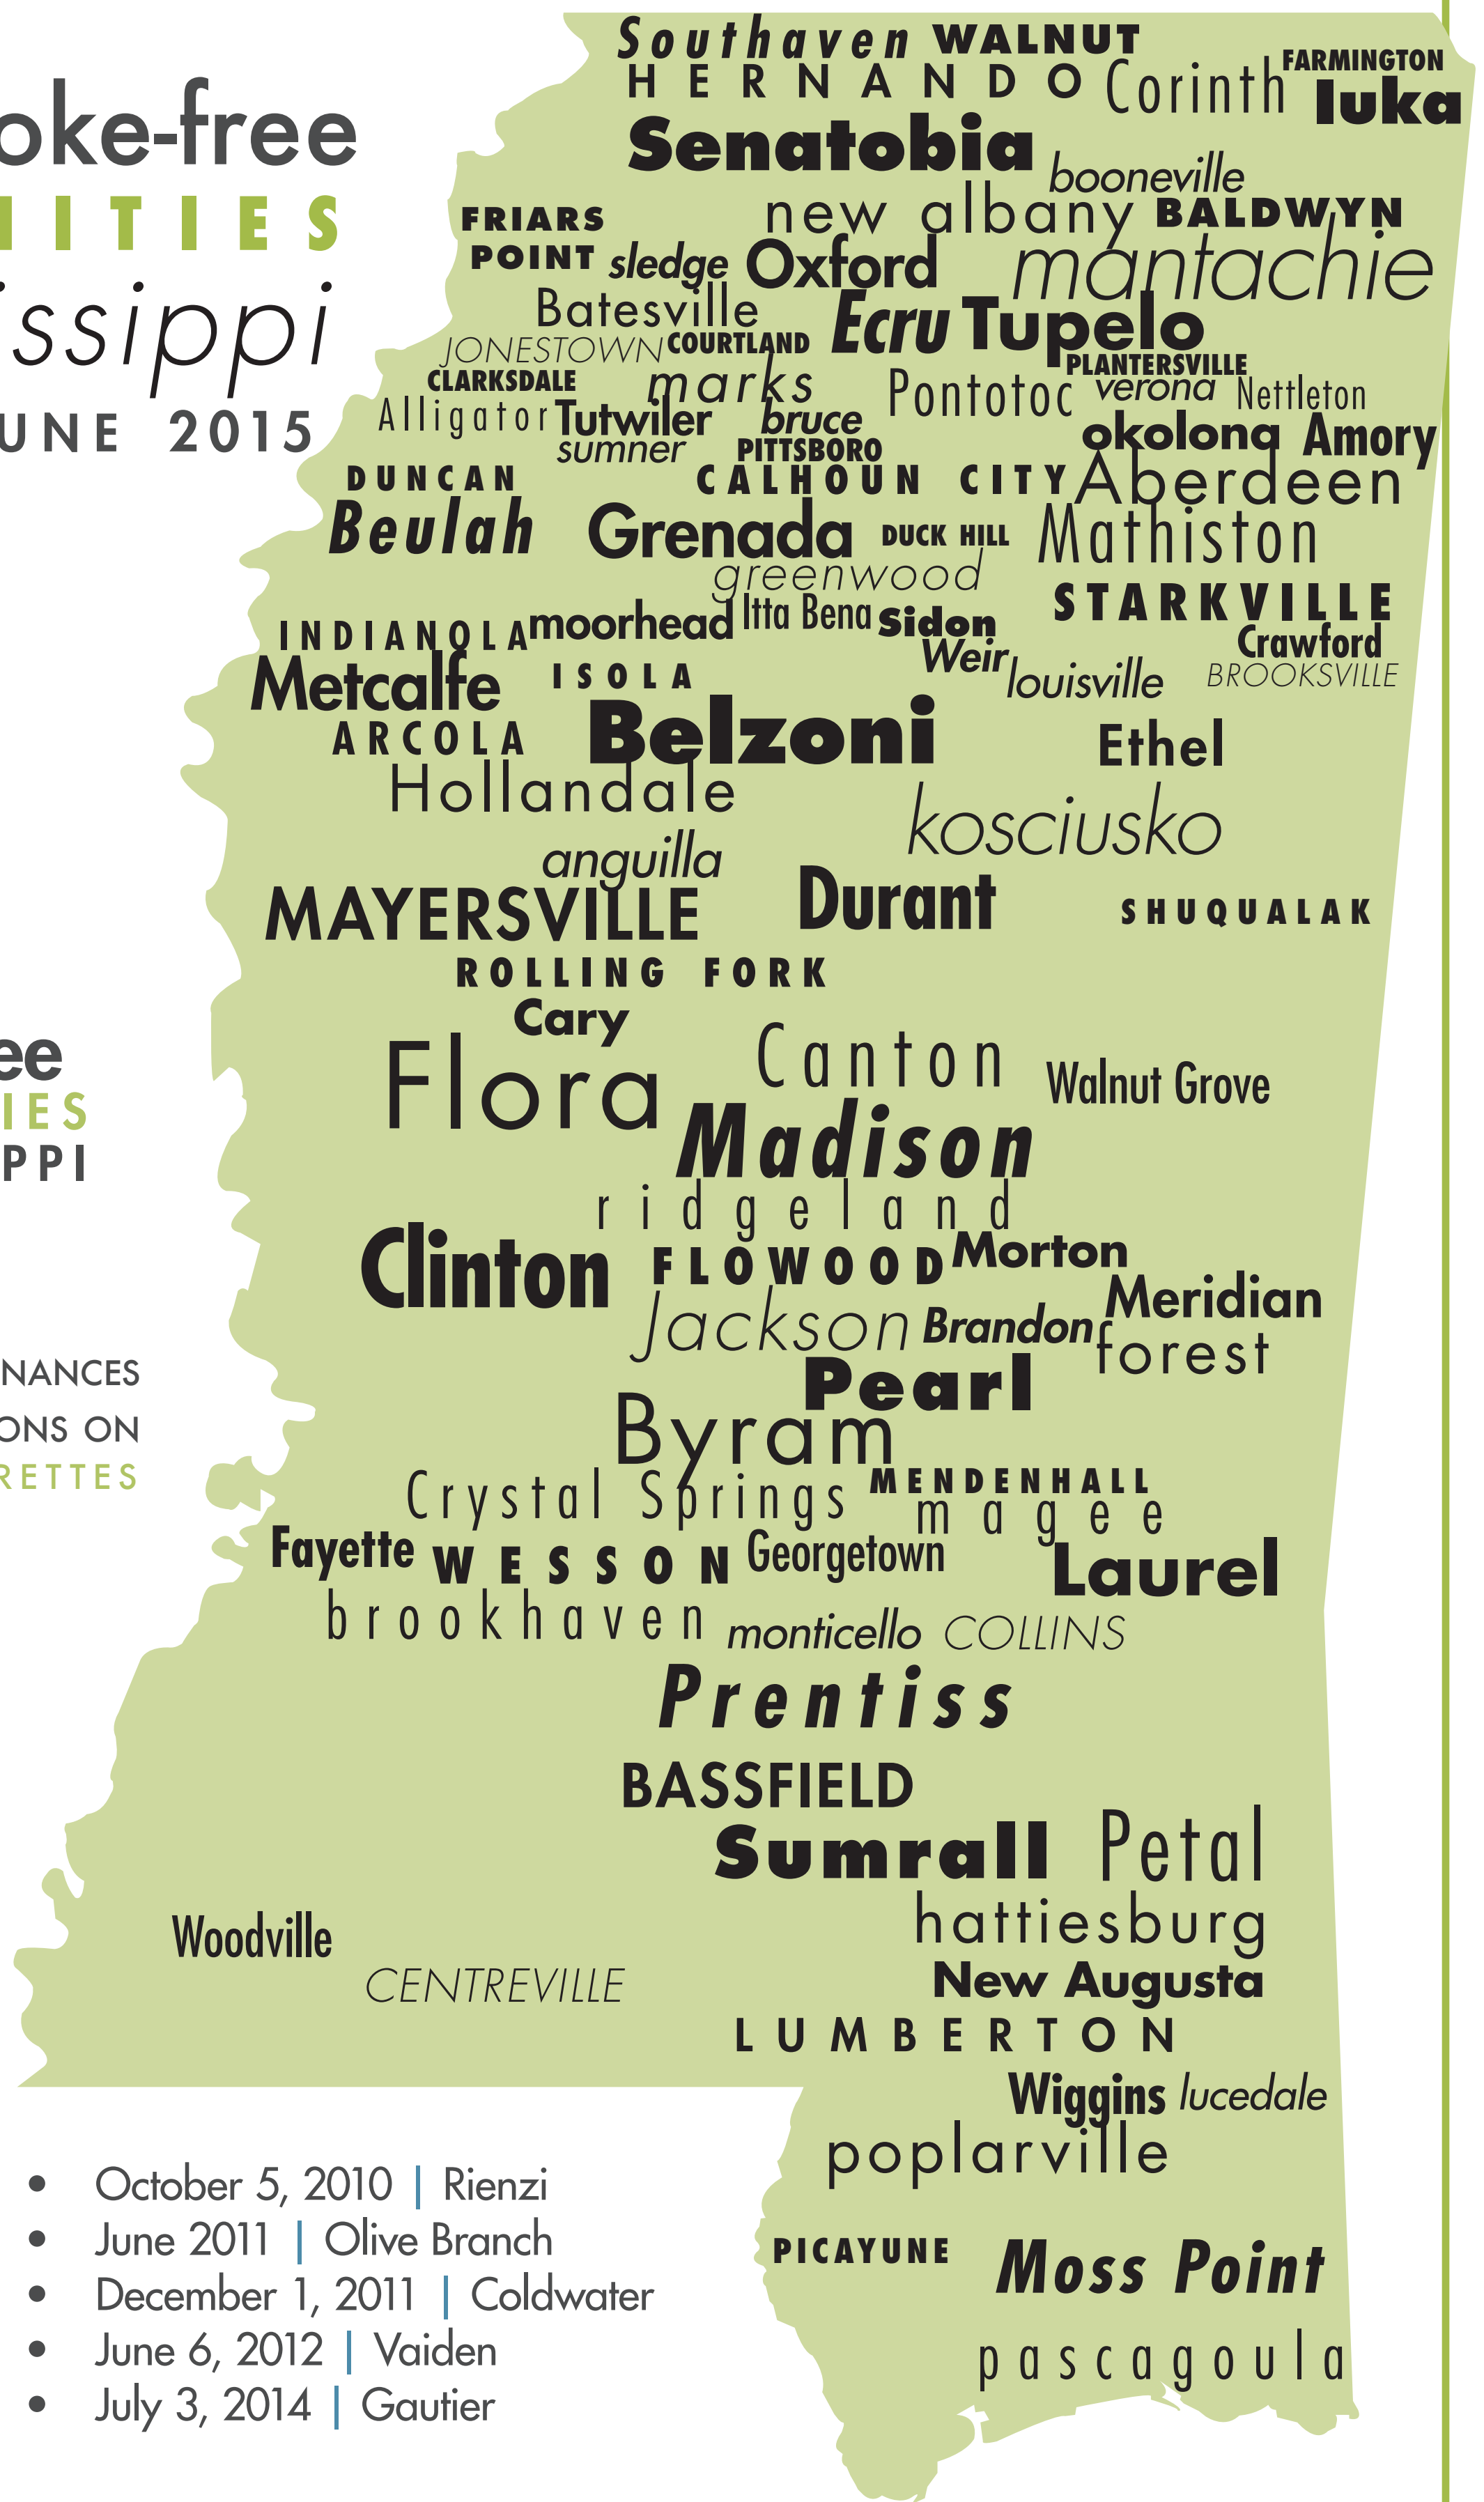 oke-free
ITIES
ssippi
UNE 2015
Southaven WALNUT
HERNANDO Corinth FARMINGTON
Iuka
Senatobia
booneville
new albany BALDWYN
FRIARS
POINT sledge Oxford mantachie
Batesville Ecru Tupelo
JONESTOWN COURTLAND
PLANTERSVILLE
CLARKSDALE marks Pontotoc verona Nettleton
Alligator Tutwiler bruce
okolona Amory
sumner PITTSBORO
DUNCAN CALHOUN CITY Aberdeen
Beulah Grenada DUCK HILL Mathiston
greenwood
STARKVILLE
INDIANOLA moorhead Itta Bena Sidon
Crawford
Weir
Metcalfe ISOLA louisville BROOKSVILLE
ARCOLA Belzoni Ethel
Hollandale
kosciusko
anguilla
MAYERSVILLE Durant SHUQUALAK
ROLLING FORK
Cary
Flora Canton Walnut Grove
ee
IES
PPI
Madison
ridgeland
Clinton FLOWOOD Morton
Meridian
Jackson Brandon
forest
NANCES
Pearl
ONS ON
Byram
RETTES
Crystal Springs MENDENHALL
magee
Fayette WESSON Georgetown
Laurel
brookhaven monticello COLLINS
Prentiss
BASSFIELD
Sumrall Petal
hattiesburg
Woodville
CENTREVILLE New Augusta
LUMBERTON
Wiggins lucedale
poplarville
PICAYUNE Moss Point
pascagoula
• October 5, 2010 | Rienzi
• June 2011 | Olive Branch
• December 1, 2011 | Coldwater
• June 6, 2012 | Vaiden
• July 3, 2014 | Gautier